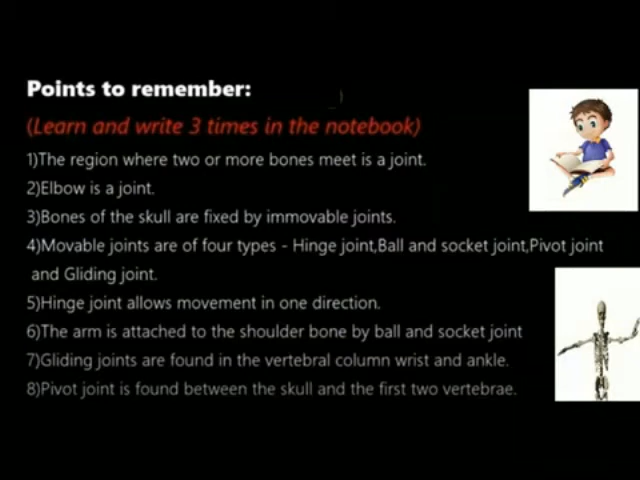 Points to remember:
(Learn and write 3 times in the notebook)
1)The region where two or more bones meet is a joint.
2)Elbow is a joint.
3)Bones of the skull are fixed by immovable joints.
4)Movable joints are of four types - Hinge joint,Ball and socket joint,Pivot joint
and Gliding joint.
5)Hinge joint allows movement in one direction.
6)The arm is attached to the shoulder bone by ball and socket joint
7)Gliding joints are found in the vertebral column wrist and ankle.
8)Pivot joint is found between the skull and the first two vertebrae.